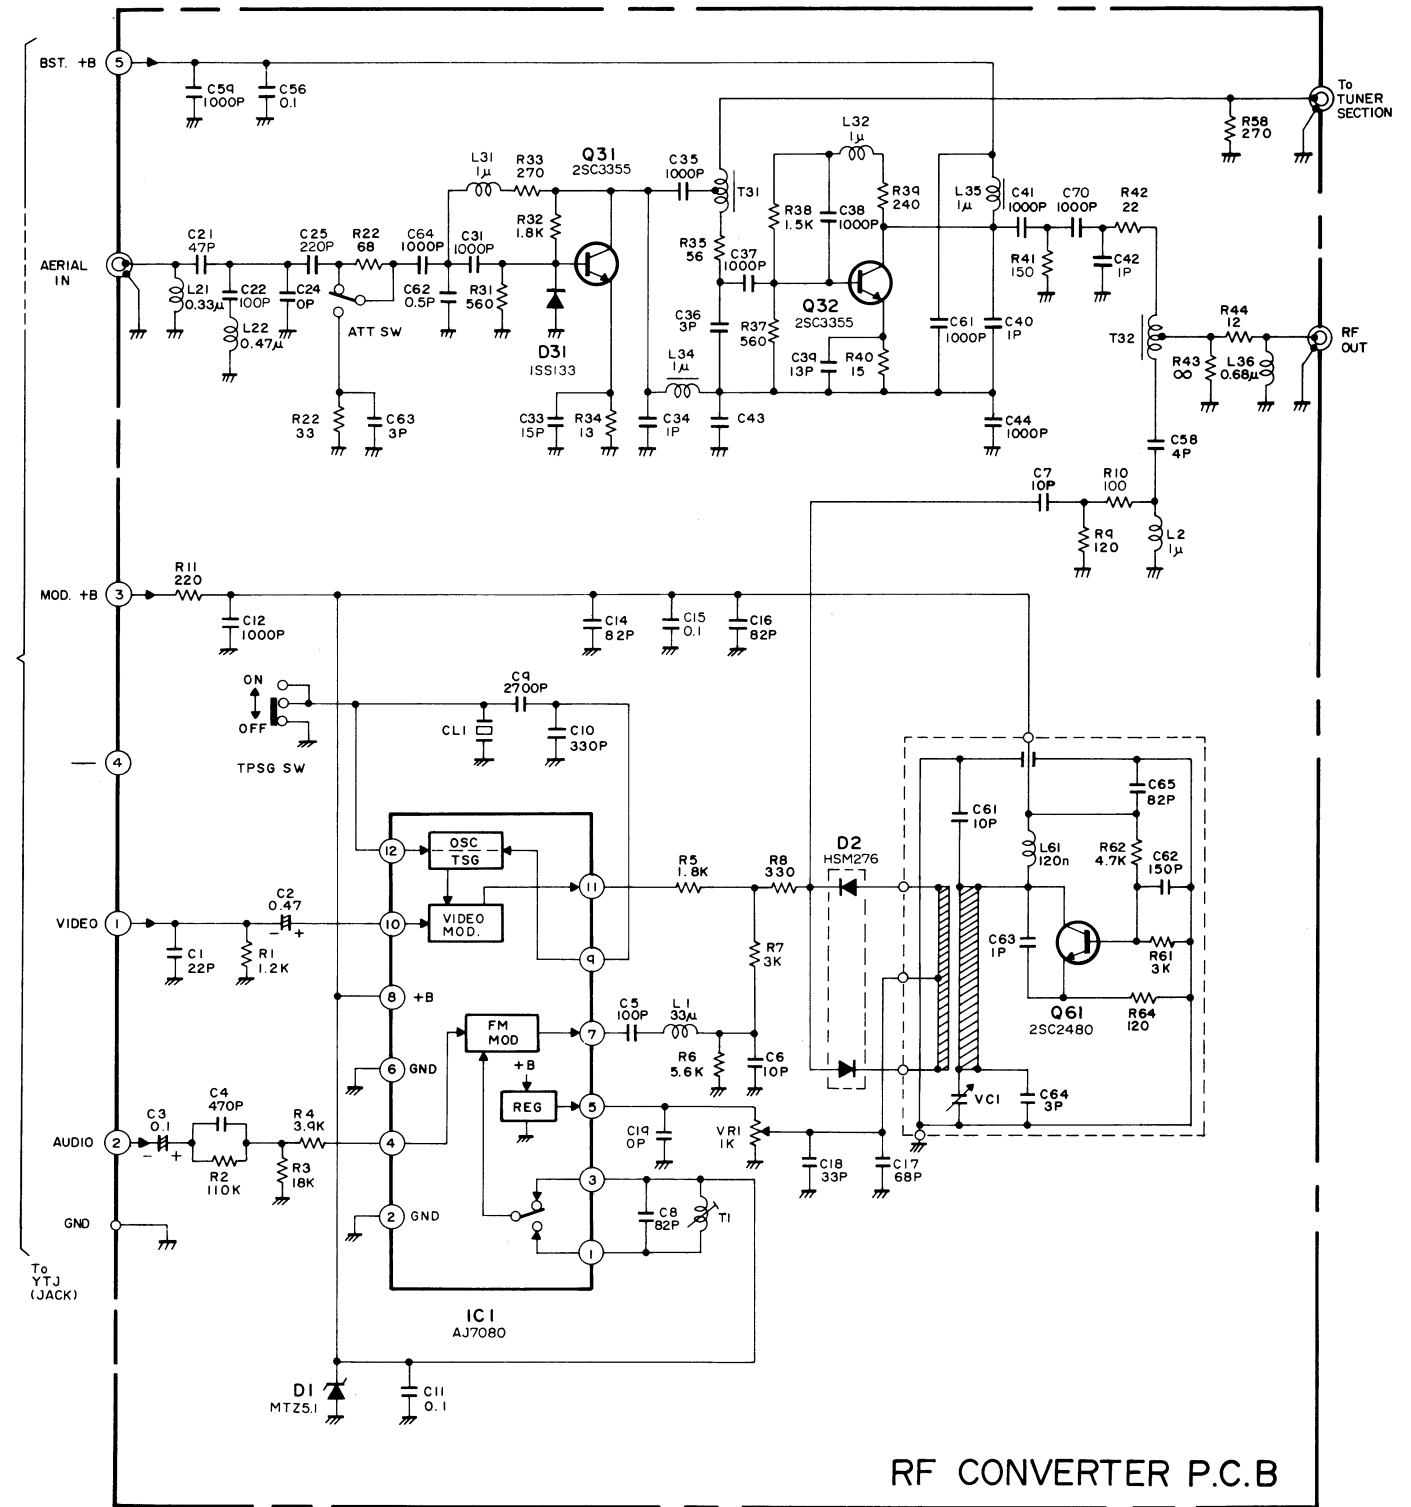 BST. +B
5
C59
1000P
C56
0.1
To
TUNER
SECTION
R58
270
L31
1μ
R33
270
Q31
2SC3355
C35
1000P
L32
1μ
T31
R32
1.8K
R38
1.5K
C38
1000P
R39
240
L35
1μ
C41
1000P
C70
1000P
R42
22
AERIAL
IN
C21
47P
C25
220P
R22
68
C64
1000P
C31
1000P
R35
56
C37
1000P
R41
150
C42
1P
L21
0.33μ
C22
100P
C24
0P
L22
0.47μ
ATT SW
C62
0.5P
R31
560
D31
1SS133
C36
3P
R37
560
Q32
2SC3355
C39
13P
R40
15
C61
1000P
C40
1P
T32
R44
12
R43
∞
L36
0.68μ
RF
OUT
L34
1μ
R22
33
C63
3P
C33
15P
R34
13
C34
1P
C43
C44
1000P
C58
4P
C7
10P
R10
100
R9
120
L2
1μ
MOD. +B
3
R11
220
C12
1000P
C14
82P
C15
0.1
C16
82P
ON
OFF
TPSG SW
C9
2700P
CL1
C10
330P
4
C65
82P
C61
10P
L61
120n
R62
4.7K
C62
150P
12
OSC
TSG
D2
HSM276
R5
1.8K
R8
330
11
VIDEO
1
C2
0.47
- +
10
VIDEO
MOD.
C1
22P
R1
1.2K
R7
3K
C63
1P
R61
3K
9
8
+B
Q61
2SC2480
R64
120
FM
MOD
7
C5
100P
L1
33μ
R6
5.6K
C6
10P
6
GND
+B
REG
5
C19
0P
VR1
1K
VC1
C64
3P
AUDIO
2
C3
0.1
- +
C4
470P
R2
110K
R4
3.9K
R3
18K
4
C18
33P
C17
68P
3
2
GND
C8
82P
T1
1
GND
To
YTJ
(JACK)
IC1
AJ7080
D1
MTZ5.1
C11
0.1
RF CONVERTER P.C.B